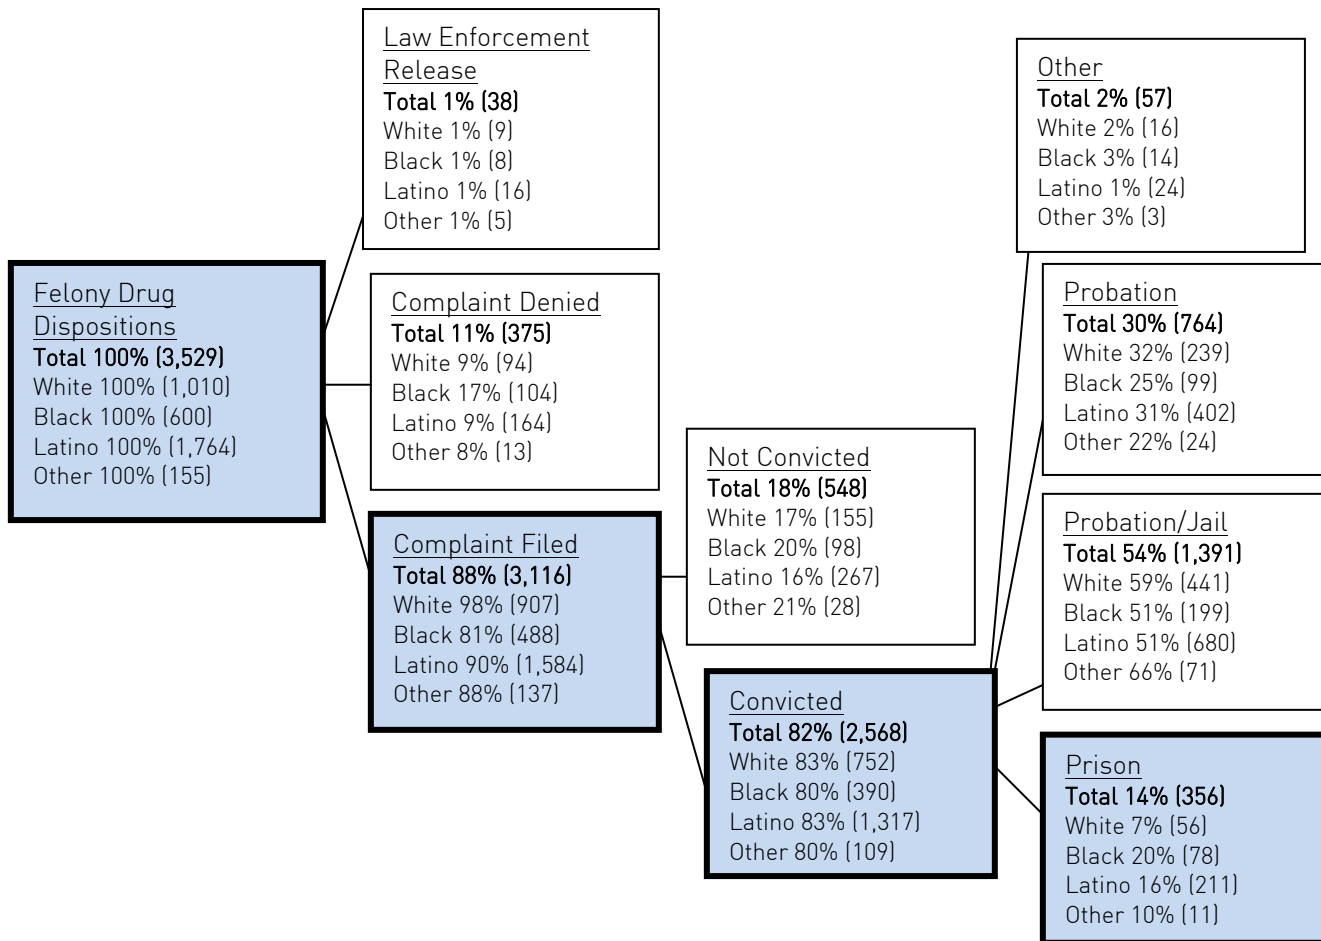 Law Enforcement
Release
Total 1% (38)
White 1% (9)
Black 1% (8)
Latino 1% (16)
Other 1% (5)
Felony Drug
Dispositions
Total 100% (3,529)
White 100% (1,010)
Black 100% (600)
Latino 100% (1,764)
Other 100% (155)
Complaint Denied
Total 11% (375)
White 9% (94)
Black 17% (104)
Latino 9% (164)
Other 8% (13)
Complaint Filed
Total 88% (3,116)
White 98% (907)
Black 81% (488)
Latino 90% (1,584)
Other 88% (137)
Not Convicted
Total 18% (548)
White 17% (155)
Black 20% (98)
Latino 16% (267)
Other 21% (28)
Convicted
Total 82% (2,568)
White 83% (752)
Black 80% (390)
Latino 83% (1,317)
Other 80% (109)
Other
Total 2% (57)
White 2% (16)
Black 3% (14)
Latino 1% (24)
Other 3% (3)
Probation
Total 30% (764)
White 32% (239)
Black 25% (99)
Latino 31% (402)
Other 22% (24)
Probation/Jail
Total 54% (1,391)
White 59% (441)
Black 51% (199)
Latino 51% (680)
Other 66% (71)
Prison
Total 14% (356)
White 7% (56)
Black 20% (78)
Latino 16% (211)
Other 10% (11)